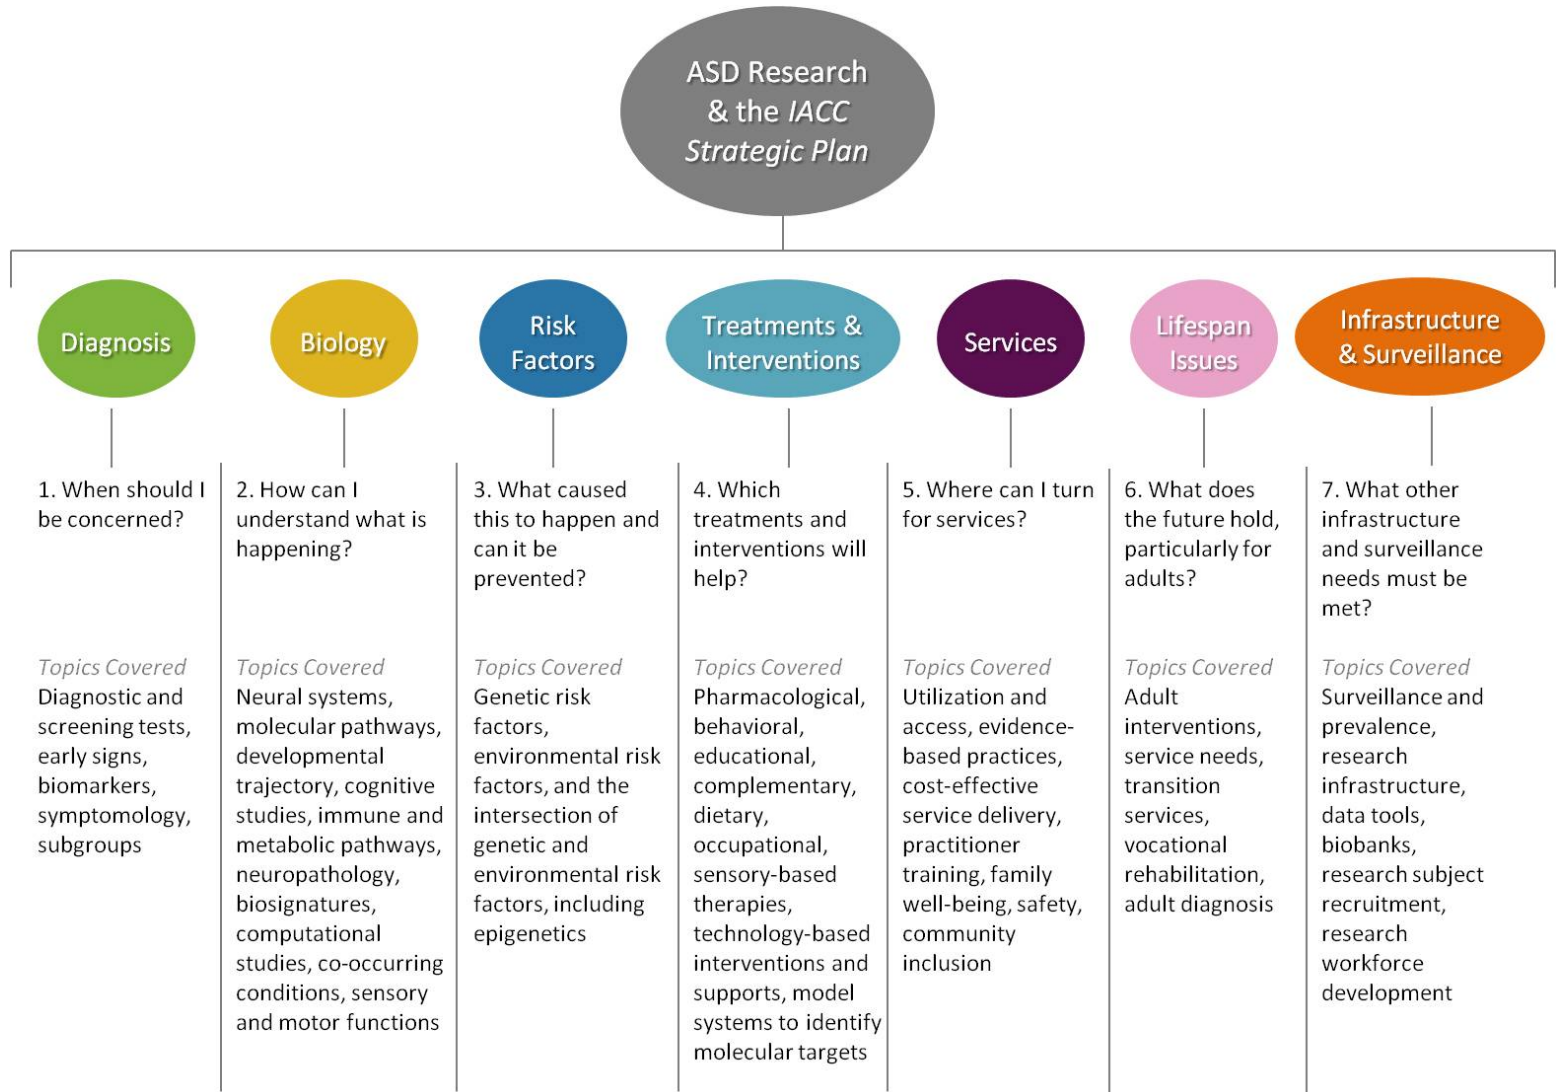 ASD Research
& the IACC
Strategic Plan
Diagnosis
Biology
Risk
Factors
Treatments &
Interventions
Services
Lifespan
Issues
Infrastructure
& Surveillance
1. When should I
be concerned?
2. How can I
understand what is
happening?
3. What caused
this to happen and
can it be
prevented?
4. Which
treatments and
interventions will
help?
5. Where can I turn
for services?
6. What does
the future hold,
particularly for
adults?
7. What other
infrastructure
and surveillance
needs must be
met?
Topics Covered
Diagnostic and
screening tests,
early signs,
biomarkers,
symptomology,
subgroups
Topics Covered
Neural systems,
molecular pathways,
developmental
trajectory, cognitive
studies, immune and
metabolic pathways,
neuropathology,
biosignatures,
computational
studies, co-occurring
conditions, sensory
and motor functions
Topics Covered
Genetic risk
factors,
environmental risk
factors, and the
intersection of
genetic and
environmental risk
factors, including
epigenetics
Topics Covered
Pharmacological,
behavioral,
educational,
complementary,
dietary,
occupational,
sensory-based
therapies,
technology-based
interventions and
supports, model
systems to identify
molecular targets
Topics Covered
Utilization and
access, evidence-
based practices,
cost-effective
service delivery,
practitioner
training, family
well-being, safety,
community
inclusion
Topics Covered
Adult
interventions,
service needs,
transition
services,
vocational
rehabilitation,
adult diagnosis
Topics Covered
Surveillance and
prevalence,
research
infrastructure,
data tools,
biobanks,
research subject
recruitment,
research
workforce
development